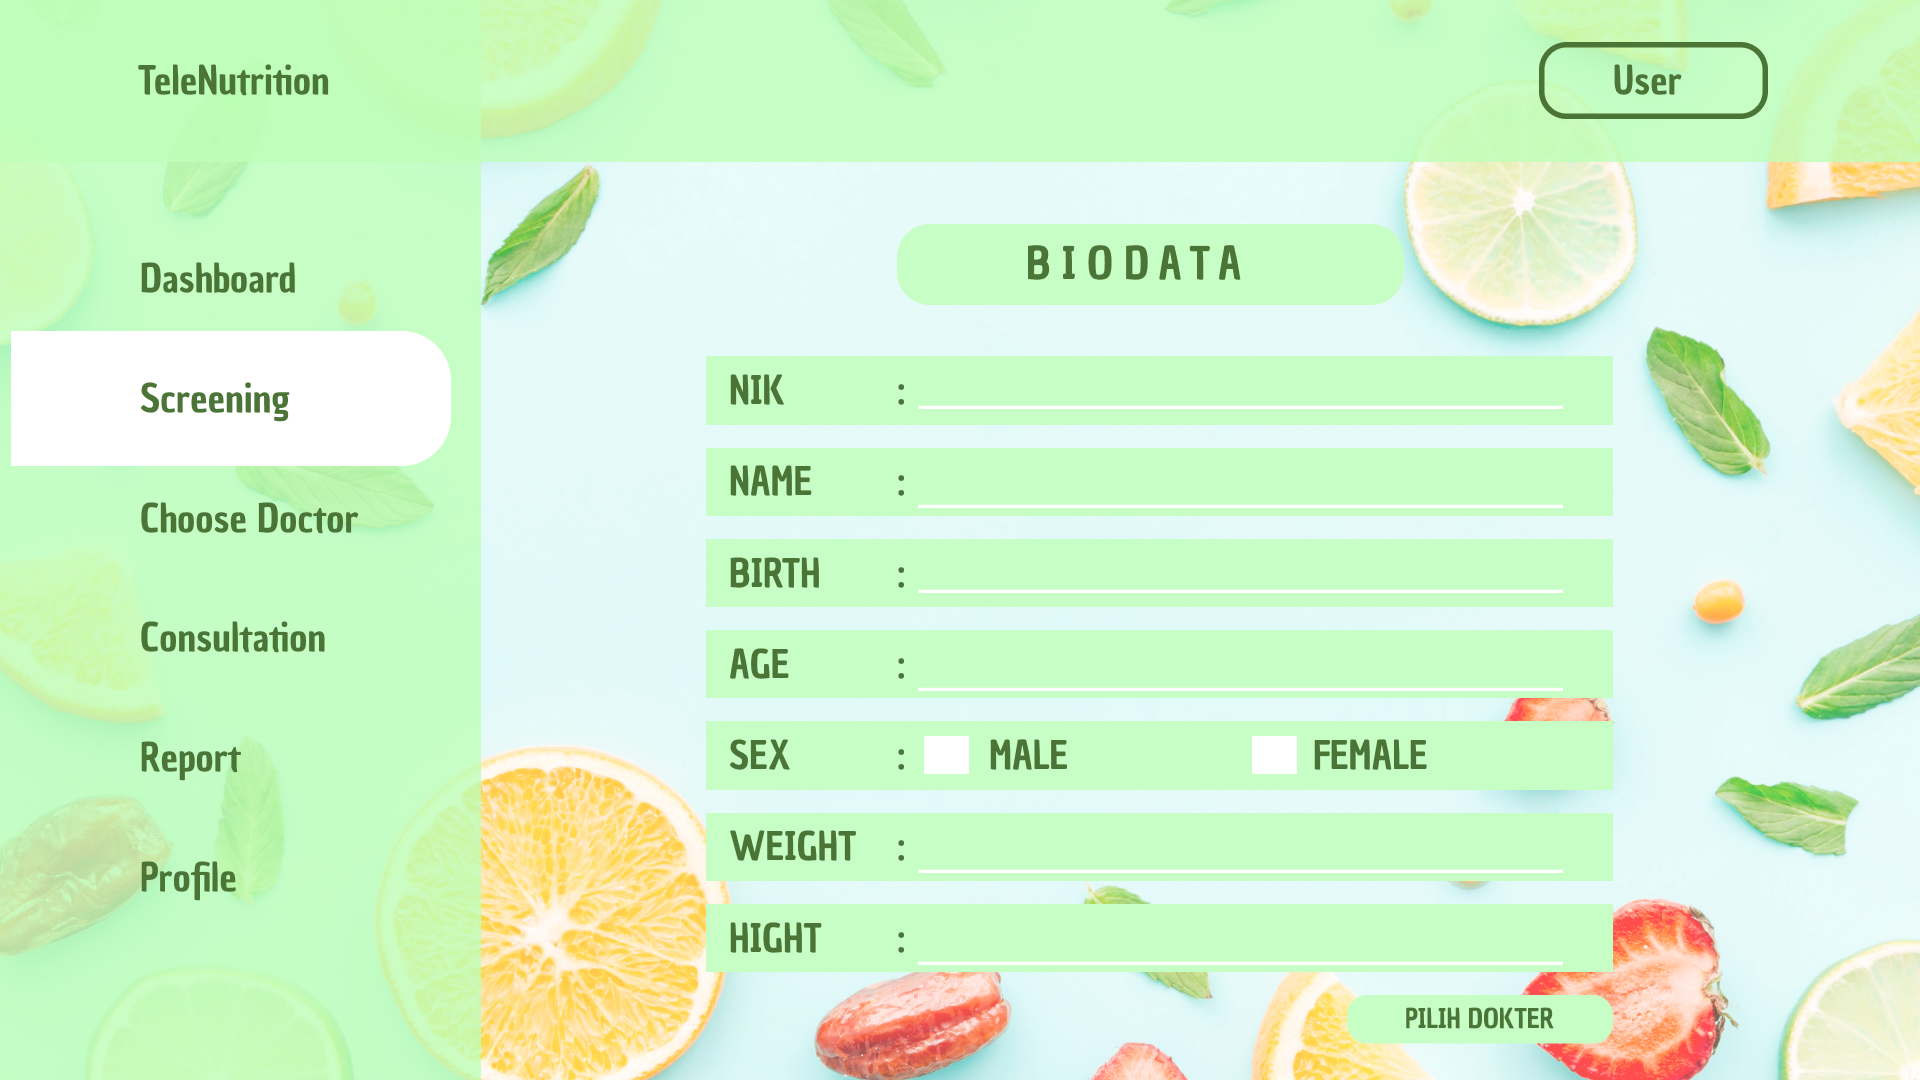 TeleNutrition
User
Dashboard
Screening
Choose Doctor
Consultation
Report
Profile
BIODATA
NIK :
NAME :
BIRTH :
AGE :
SEX : MALE FEMALE
WEIGHT :
HIGHT :
PILIH DOKTER